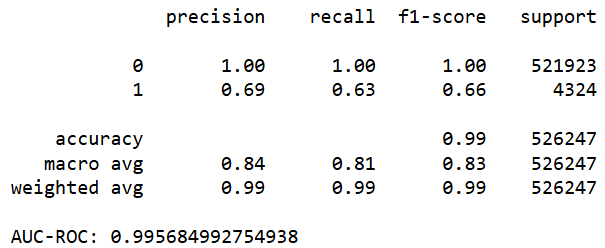 precision recall f1-score support
0 1.00 1.00 1.00 521923
1 0.69 0.63 0.66 4324
accuracy 0.99 526247
macro avg 0.84 0.81 0.83 526247
weighted avg 0.99 0.99 0.99 526247
AUC-ROC: 0.995684992754938